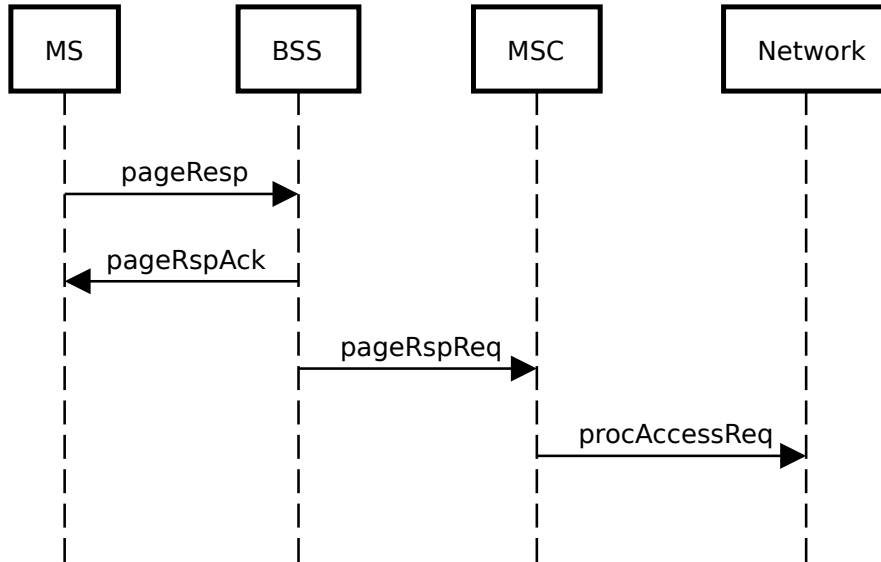 MS BSS MSC Network
pageResp
pageRspAck
pageRspReq
procAccessReq